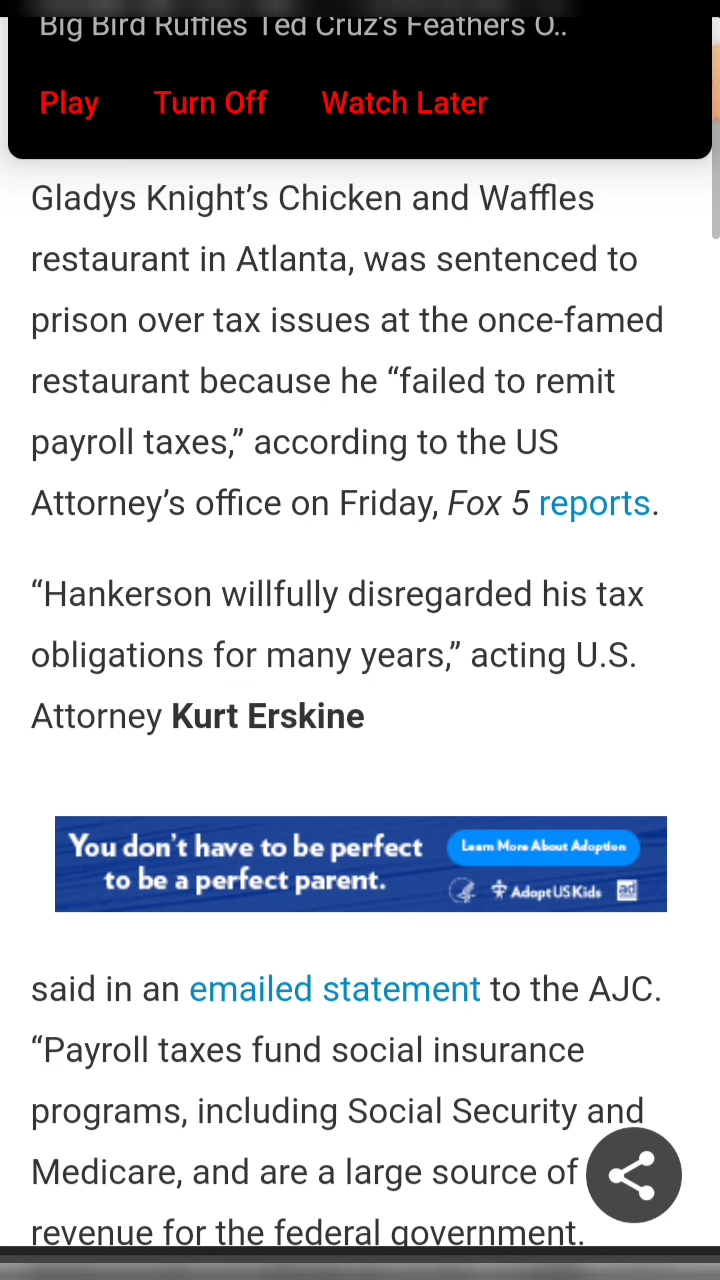 Big Bird Ruffles Ted Cruz's Feathers O..
Play Turn Off Watch Later
Gladys Knight’s Chicken and Waffles
restaurant in Atlanta, was sentenced to
prison over tax issues at the once-famed
restaurant because he “failed to remit
payroll taxes,” according to the US
Attorney’s office on Friday, Fox 5 reports.
“Hankerson willfully disregarded his tax
obligations for many years,” acting U.S.
Attorney Kurt Erskine
You don’t have to be perfect
to be a perfect parent.
Learn More About Adoption
AdoptUSKids ad
said in an emailed statement to the AJC.
“Payroll taxes fund social insurance
programs, including Social Security and
Medicare, and are a large source of
revenue for the federal government.